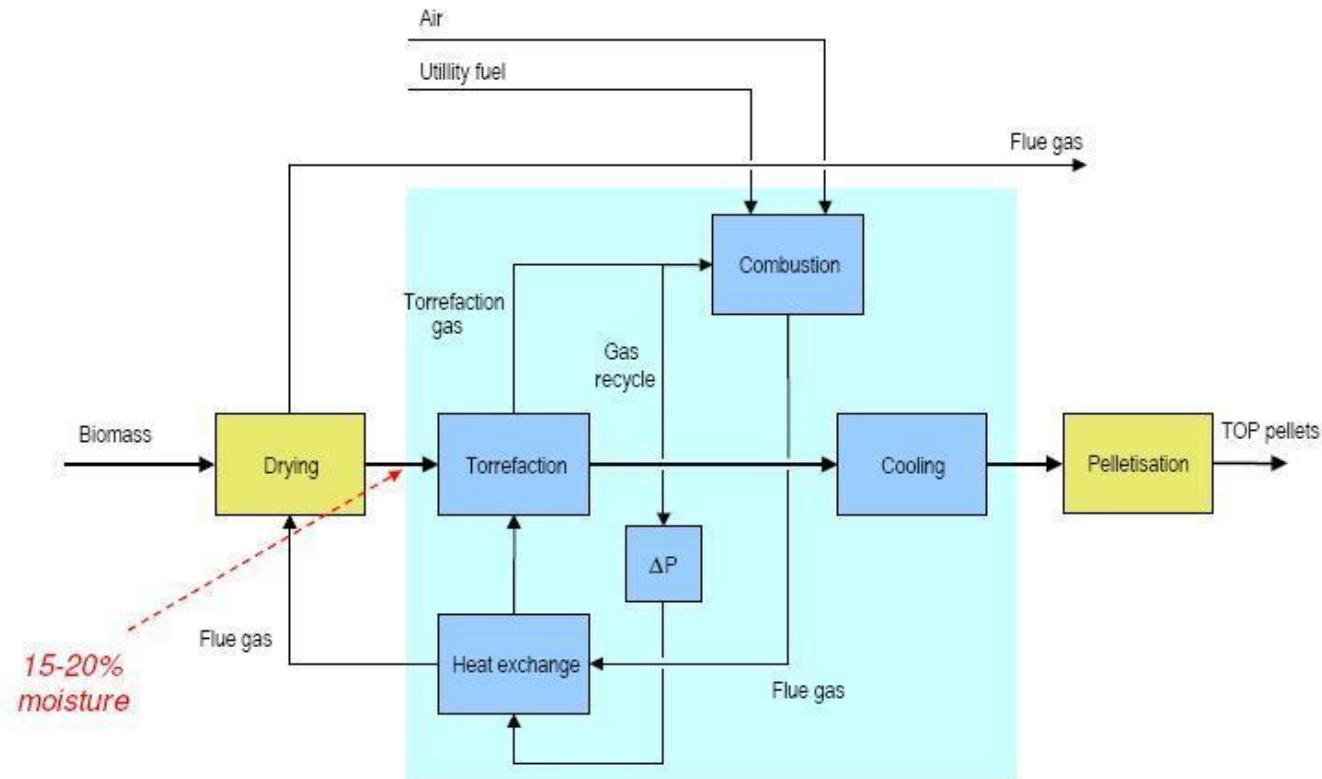 Air
Utillity fuel
Flue gas
Combustion
Torrefaction
gas
Gas
recycle
Biomass
Drying
Torrefaction
Cooling
Pelletisation
TOP pellets
ΔP
15-20%
moisture
Flue gas
Heat exchange
Flue gas